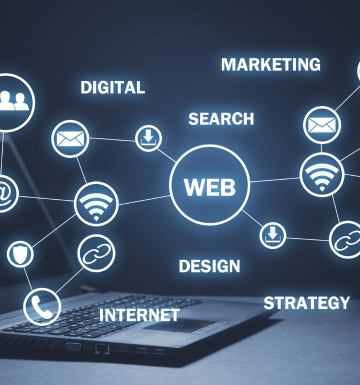 MARKETING
DIGITAL
SEARCH
@
WEB
DESIGN
STRATEGY
INTERNET